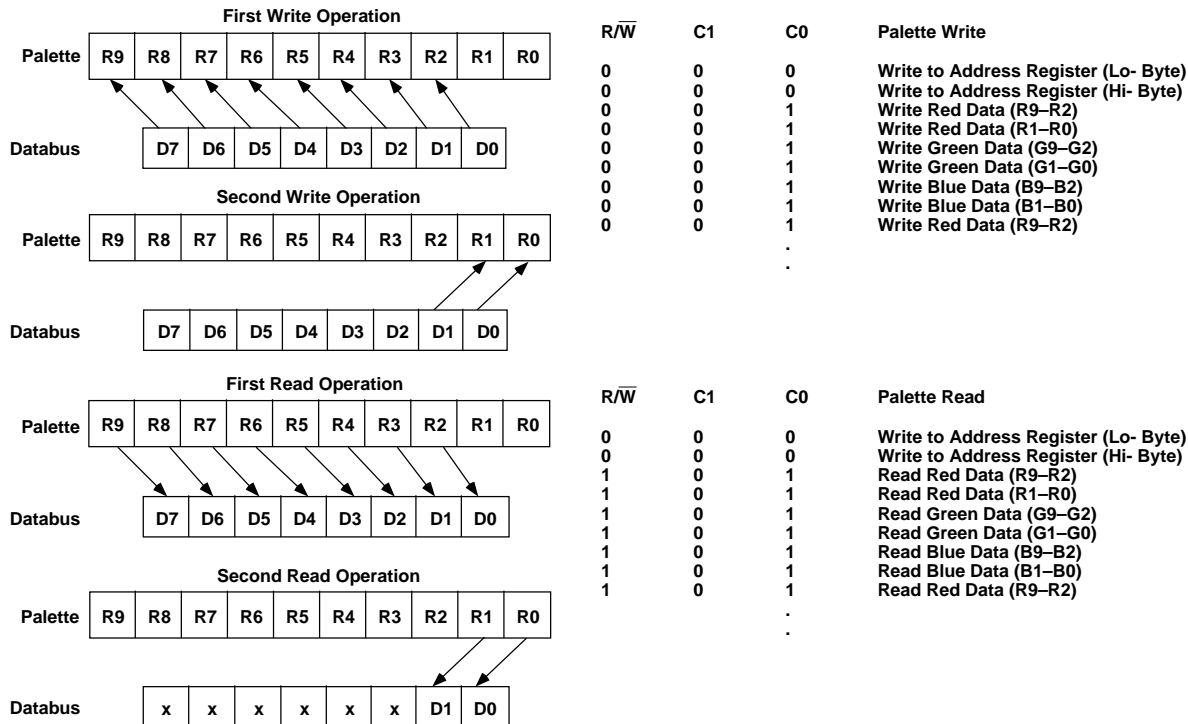 First Write Operation
Palette R9 R8 R7 R6 R5 R4 R3 R2 R1 R0
Databus D7 D6 D5 D4 D3 D2 D1 D0
Second Write Operation
Palette R9 R8 R7 R6 R5 R4 R3 R2 R1 R0
Databus D7 D6 D5 D4 D3 D2 D1 D0
R/W̅ C1 C0 Palette Write
0 0 0 Write to Address Register (Lo- Byte)
0 0 0 Write to Address Register (Hi- Byte)
0 0 1 Write Red Data (R9–R2)
0 0 1 Write Red Data (R1–R0)
0 0 1 Write Green Data (G9–G2)
0 0 1 Write Green Data (G1–G0)
0 0 1 Write Blue Data (B9–B2)
0 0 1 Write Blue Data (B1–B0)
0 0 1 Write Red Data (R9–R2)
.
.
First Read Operation
Palette R9 R8 R7 R6 R5 R4 R3 R2 R1 R0
Databus D7 D6 D5 D4 D3 D2 D1 D0
Second Read Operation
Palette R9 R8 R7 R6 R5 R4 R3 R2 R1 R0
Databus x x x x x x D1 D0
R/W̅ C1 C0 Palette Read
0 0 0 Write to Address Register (Lo- Byte)
0 0 0 Write to Address Register (Hi- Byte)
1 0 1 Read Red Data (R9–R2)
1 0 1 Read Red Data (R1–R0)
1 0 1 Read Green Data (G9–G2)
1 0 1 Read Green Data (G1–G0)
1 0 1 Read Blue Data (B9–B2)
1 0 1 Read Blue Data (B1–B0)
1 0 1 Read Red Data (R9–R2)
.
.